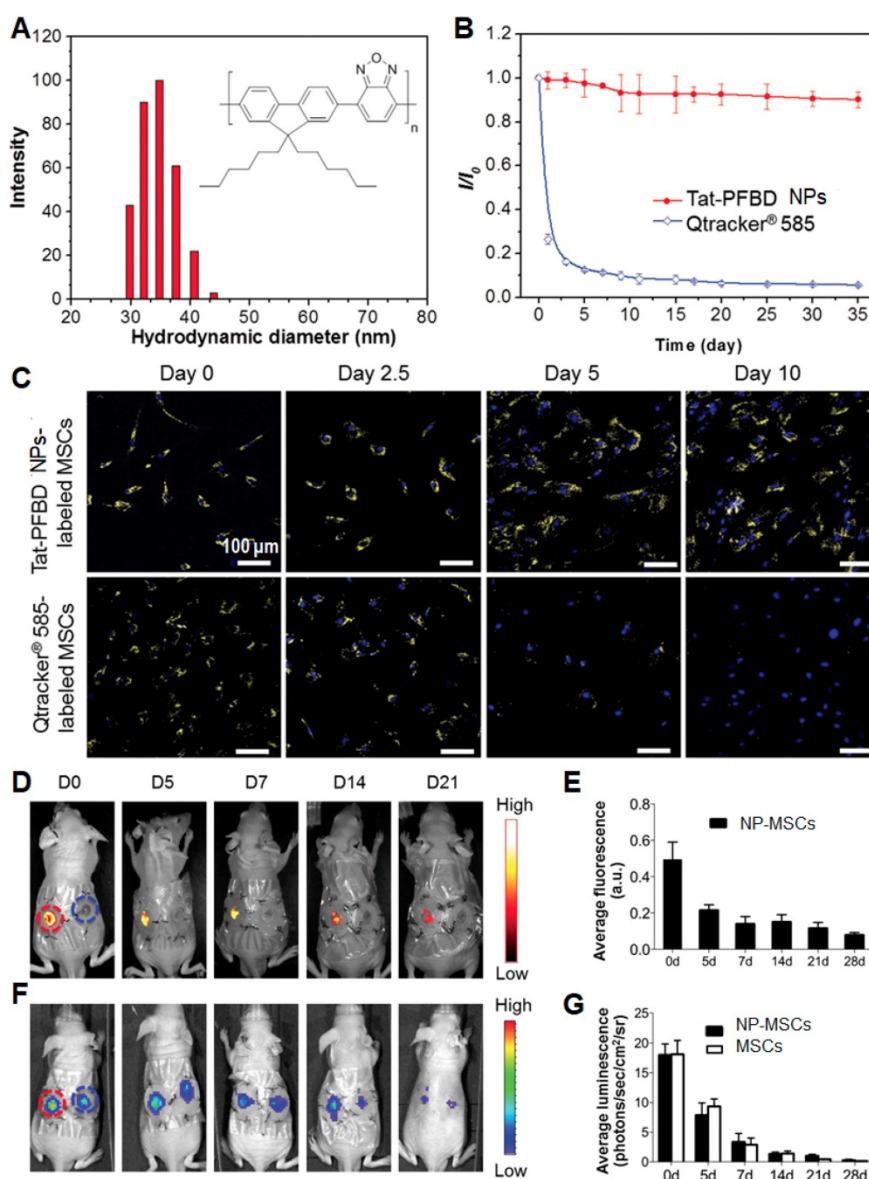 A
120
100
80
60
40
20
0
Intensity
20 30 40 50 60 70 80
Hydrodynamic diameter (nm)
N O N
n
B
1.0
0.8
0.6
0.4
0.2
0.0
I/I0
Tat-PFBD NPs
Qtracker® 585
0 5 10 15 20 25 30 35
Time (day)
C
Day 0 Day 2.5 Day 5 Day 10
Tat-PFBD NPs-
labeled MSCs
100 µm
Qtracker® 585-
labeled MSCs
D
D0 D5 D7 D14 D21
High
Low
E
0.8
0.6
0.4
0.2
0.0
Average fluorescence
(a.u.)
NP-MSCs
0d 5d 7d 14d 21d 28d
F
High
Low
G
25
20
15
10
5
0
Average luminescence
(photons/sec/cm²/sr)
NP-MSCs
MSCs
0d 5d 7d 14d 21d 28d